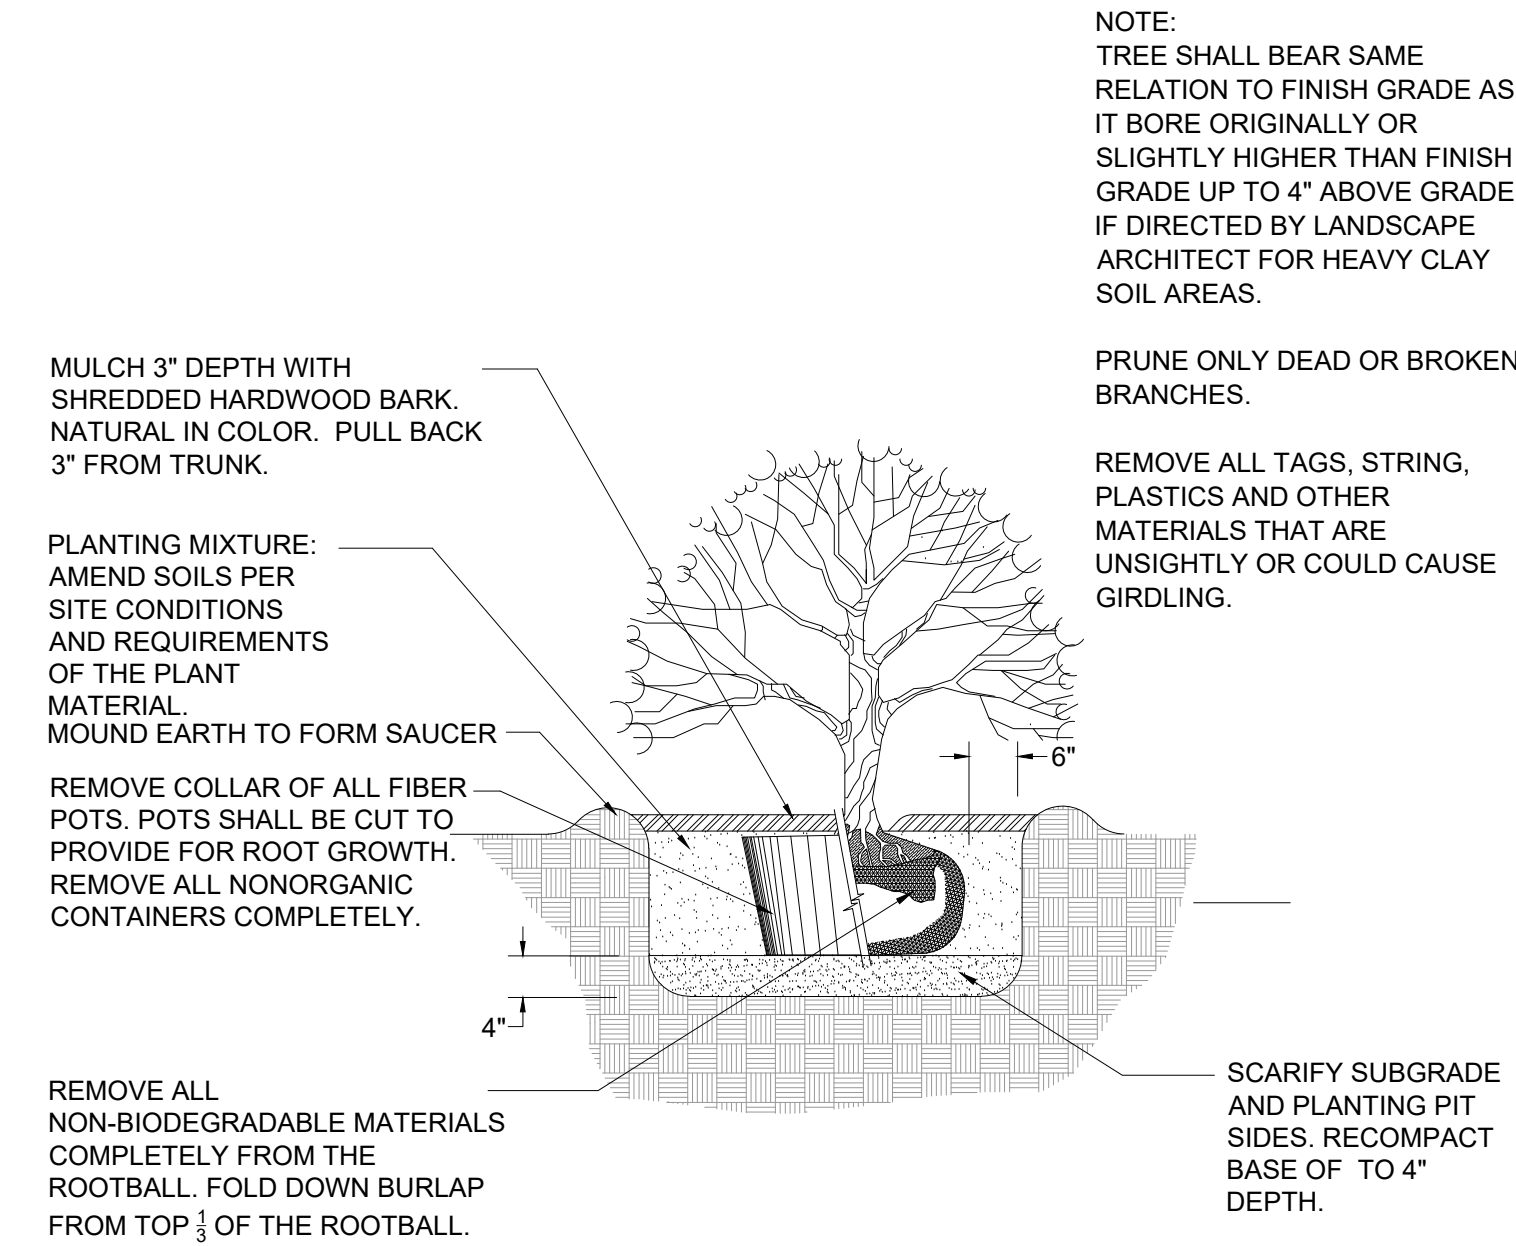 NOTE:
TREE SHALL BEAR SAME
RELATION TO FINISH GRADE AS
IT BORE ORIGINALLY OR
SLIGHTLY HIGHER THAN FINISH
GRADE UP TO 4" ABOVE GRADE
IF DIRECTED BY LANDSCAPE
ARCHITECT FOR HEAVY CLAY
SOIL AREAS.
PRUNE ONLY DEAD OR BROKEN
BRANCHES.
REMOVE ALL TAGS, STRING,
PLASTICS AND OTHER
MATERIALS THAT ARE
UNSIGHTLY OR COULD CAUSE
GIRDLING.
MULCH 3" DEPTH WITH
SHREDDED HARDWOOD BARK.
NATURAL IN COLOR.  PULL BACK
3" FROM TRUNK.
PLANTING MIXTURE:
AMEND SOILS PER
SITE CONDITIONS
AND REQUIREMENTS
OF THE PLANT
MATERIAL.
MOUND EARTH TO FORM SAUCER
REMOVE COLLAR OF ALL FIBER
POTS. POTS SHALL BE CUT TO
PROVIDE FOR ROOT GROWTH.
REMOVE ALL NONORGANIC
CONTAINERS COMPLETELY.
6"
4"
REMOVE ALL
NON-BIODEGRADABLE MATERIALS
COMPLETELY FROM THE
ROOTBALL. FOLD DOWN BURLAP
FROM TOP 1/3 OF THE ROOTBALL.
SCARIFY SUBGRADE
AND PLANTING PIT
SIDES. RECOMPACT
BASE OF  TO 4"
DEPTH.